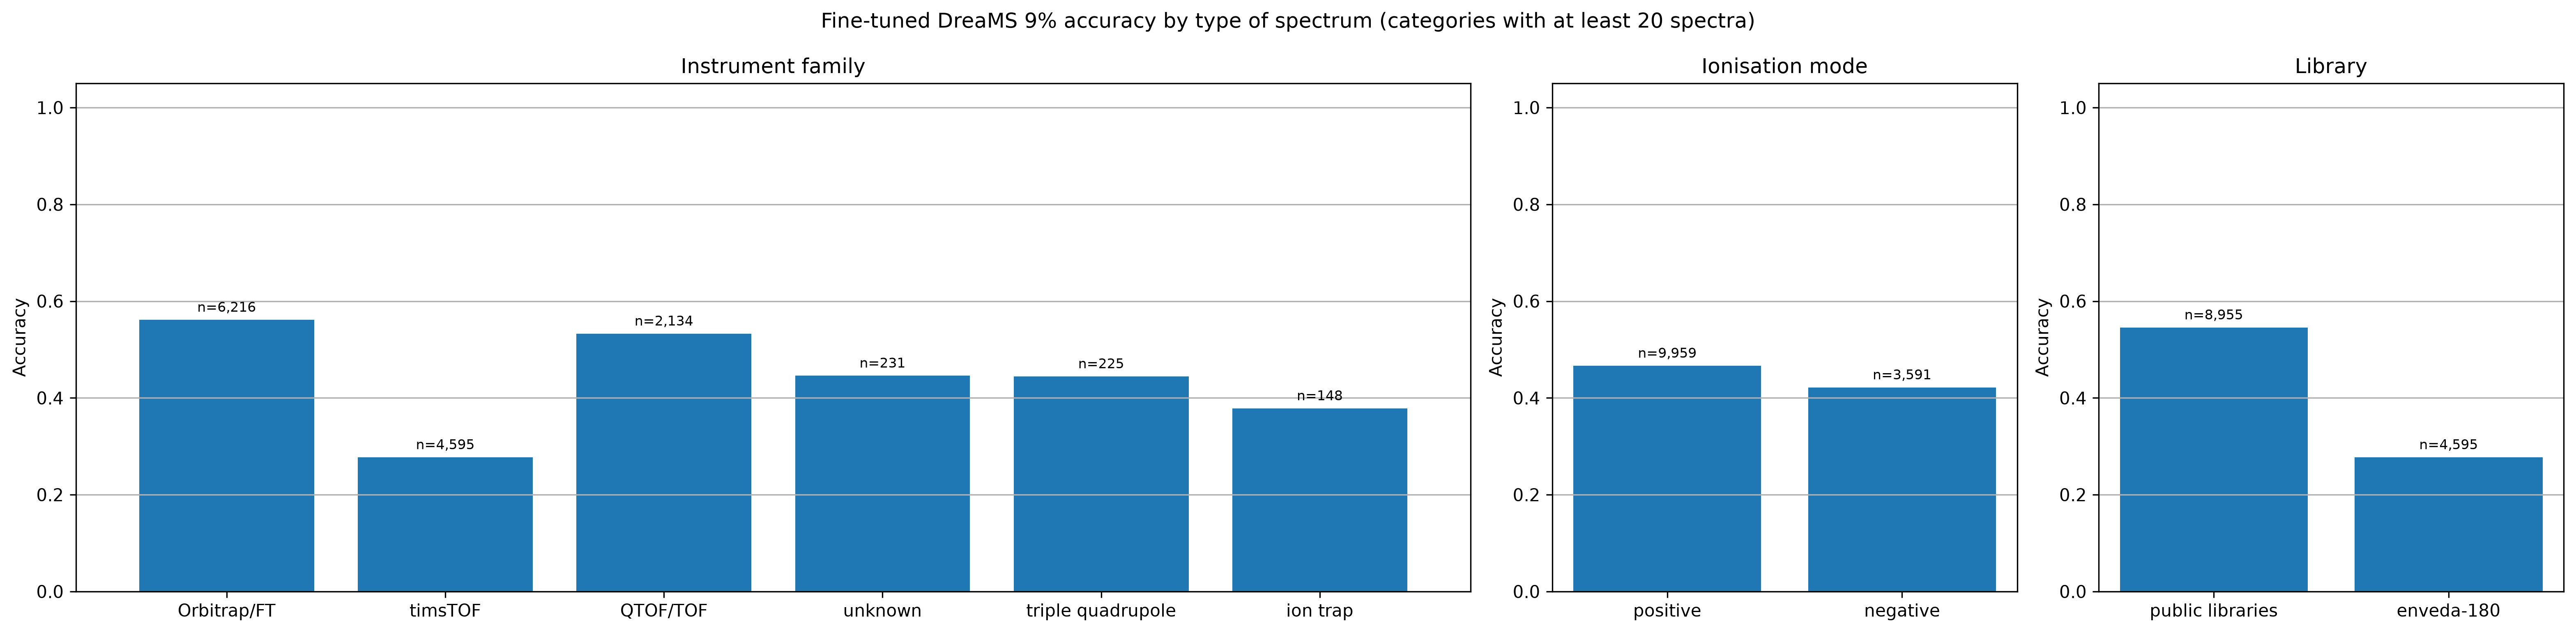 Fine-tuned DreaMS 9% accuracy by type of spectrum (categories with at least 20 spectra)
Instrument family
Accuracy
1.0
0.8
0.6
0.4
0.2
0.0
n=6,216
n=4,595
n=2,134
n=231
n=225
n=148
Orbitrap/FT
timsTOF
QTOF/TOF
unknown
triple quadrupole
ion trap
Ionisation mode
Accuracy
1.0
0.8
0.6
0.4
0.2
0.0
n=9,959
n=3,591
positive
negative
Library
Accuracy
1.0
0.8
0.6
0.4
0.2
0.0
n=8,955
n=4,595
public libraries
enveda-180